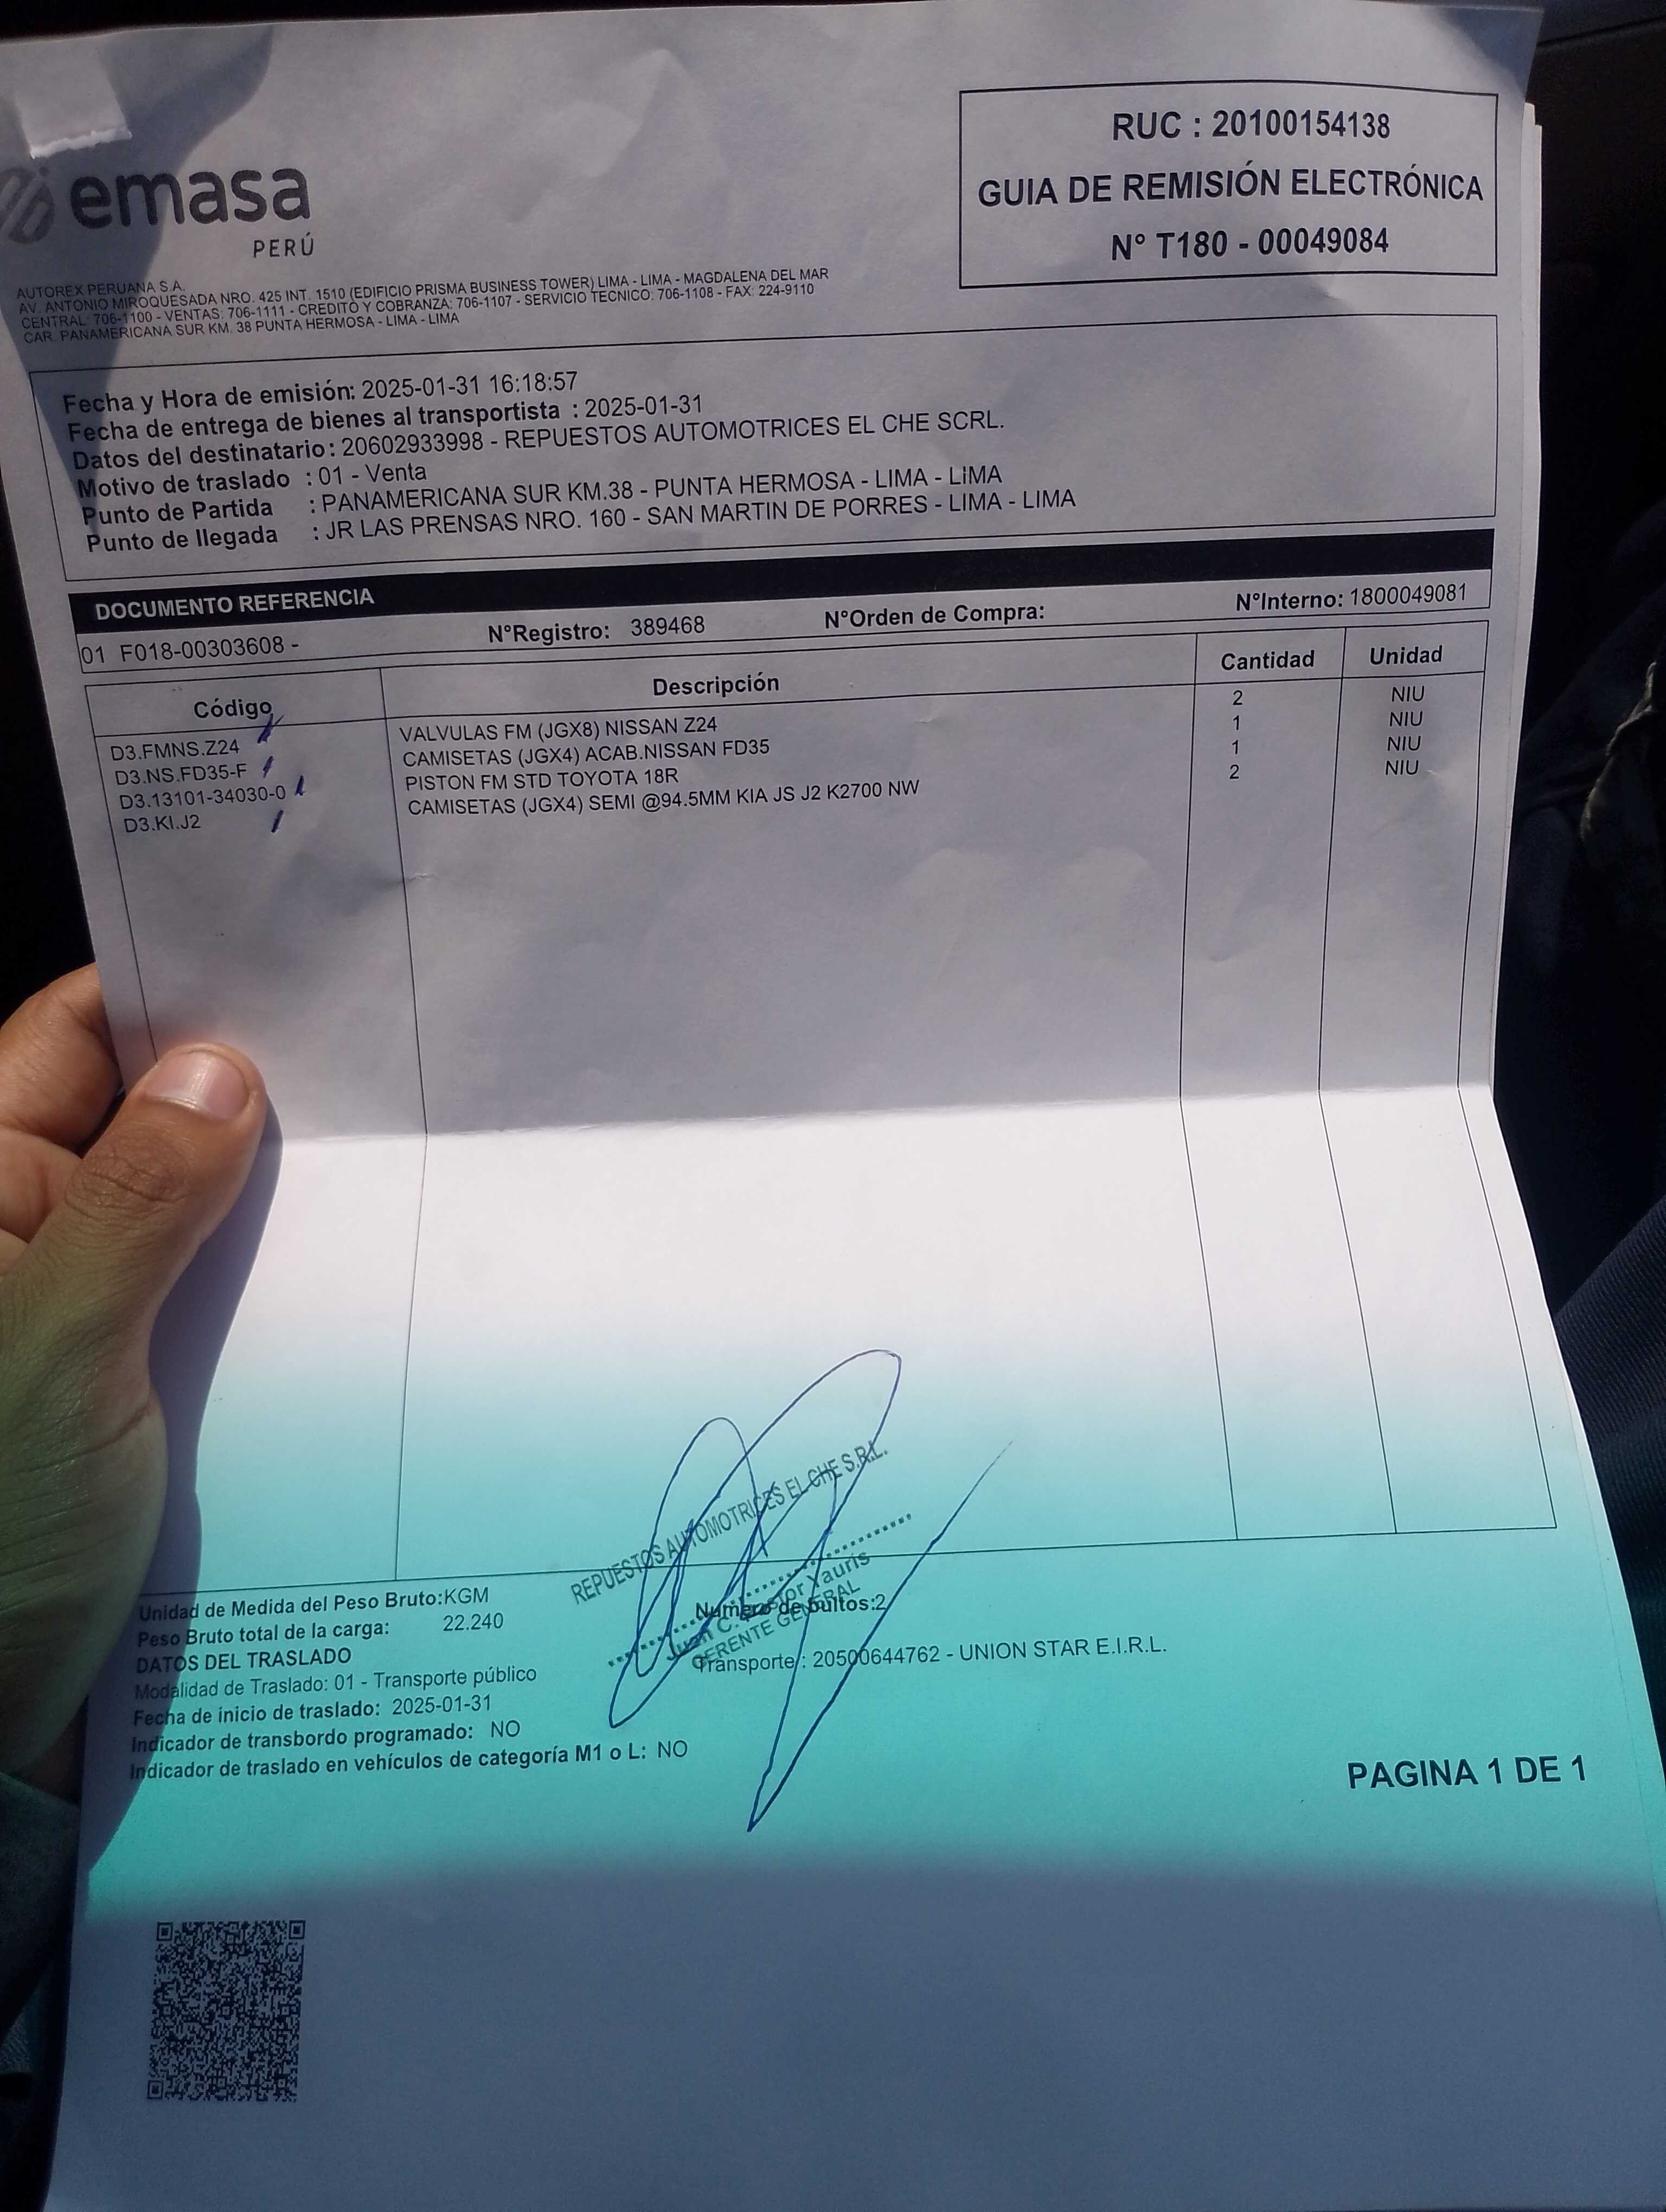 emasa
PERÚ
RUC : 20100154138
GUIA DE REMISIÓN ELECTRÓNICA
N° T180 - 00049084
AUTOREX PERUANA S.A.
AV. ANTONIO MIROQUESADA NRO. 425 INT. 1510 (EDIFICIO PRISMA BUSINESS TOWER) LIMA - LIMA - MAGDALENA DEL MAR
CENTRAL: 706-1100 - VENTAS: 706-1111 - CREDITO Y COBRANZA: 706-1107 - SERVICIO TECNICO: 706-1108 - FAX: 224-9110
CAR. PANAMERICANA SUR KM. 38 PUNTA HERMOSA - LIMA - LIMA
Fecha y Hora de emisión: 2025-01-31 16:18:57
Fecha de entrega de bienes al transportista : 2025-01-31
Datos del destinatario : 20602933998 - REPUESTOS AUTOMOTRICES EL CHE SCRL.
Motivo de traslado : 01 - Venta
Punto de Partida : PANAMERICANA SUR KM.38 - PUNTA HERMOSA - LIMA - LIMA
Punto de llegada : JR LAS PRENSAS NRO. 160 - SAN MARTIN DE PORRES - LIMA - LIMA
DOCUMENTO REFERENCIA
01 F018-00303608 - N°Registro: 389468 N°Orden de Compra: N°Interno: 1800049081
Código Descripción Cantidad Unidad
D3.FMNS.Z24 VALVULAS FM (JGX8) NISSAN Z24 2 NIU
D3.NS.FD35-F CAMISETAS (JGX4) ACAB.NISSAN FD35 1 NIU
D3.13101-34030-0 PISTON FM STD TOYOTA 18R 1 NIU
D3.KI.J2 CAMISETAS (JGX4) SEMI @94.5MM KIA JS J2 K2700 NW 2 NIU
REPUESTOS AUTOMOTRICES EL CHE S.R.L.
Juan C. Yauris
GERENTE GENERAL
Unidad de Medida del Peso Bruto:KGM
Peso Bruto total de la carga: 22.240 Numero de bultos:2
DATOS DEL TRASLADO
Modalidad de Traslado: 01 - Transporte público Transporte : 20500644762 - UNION STAR E.I.R.L.
Fecha de inicio de traslado: 2025-01-31
Indicador de transbordo programado: NO
Indicador de traslado en vehículos de categoría M1 o L: NO
PAGINA 1 DE 1